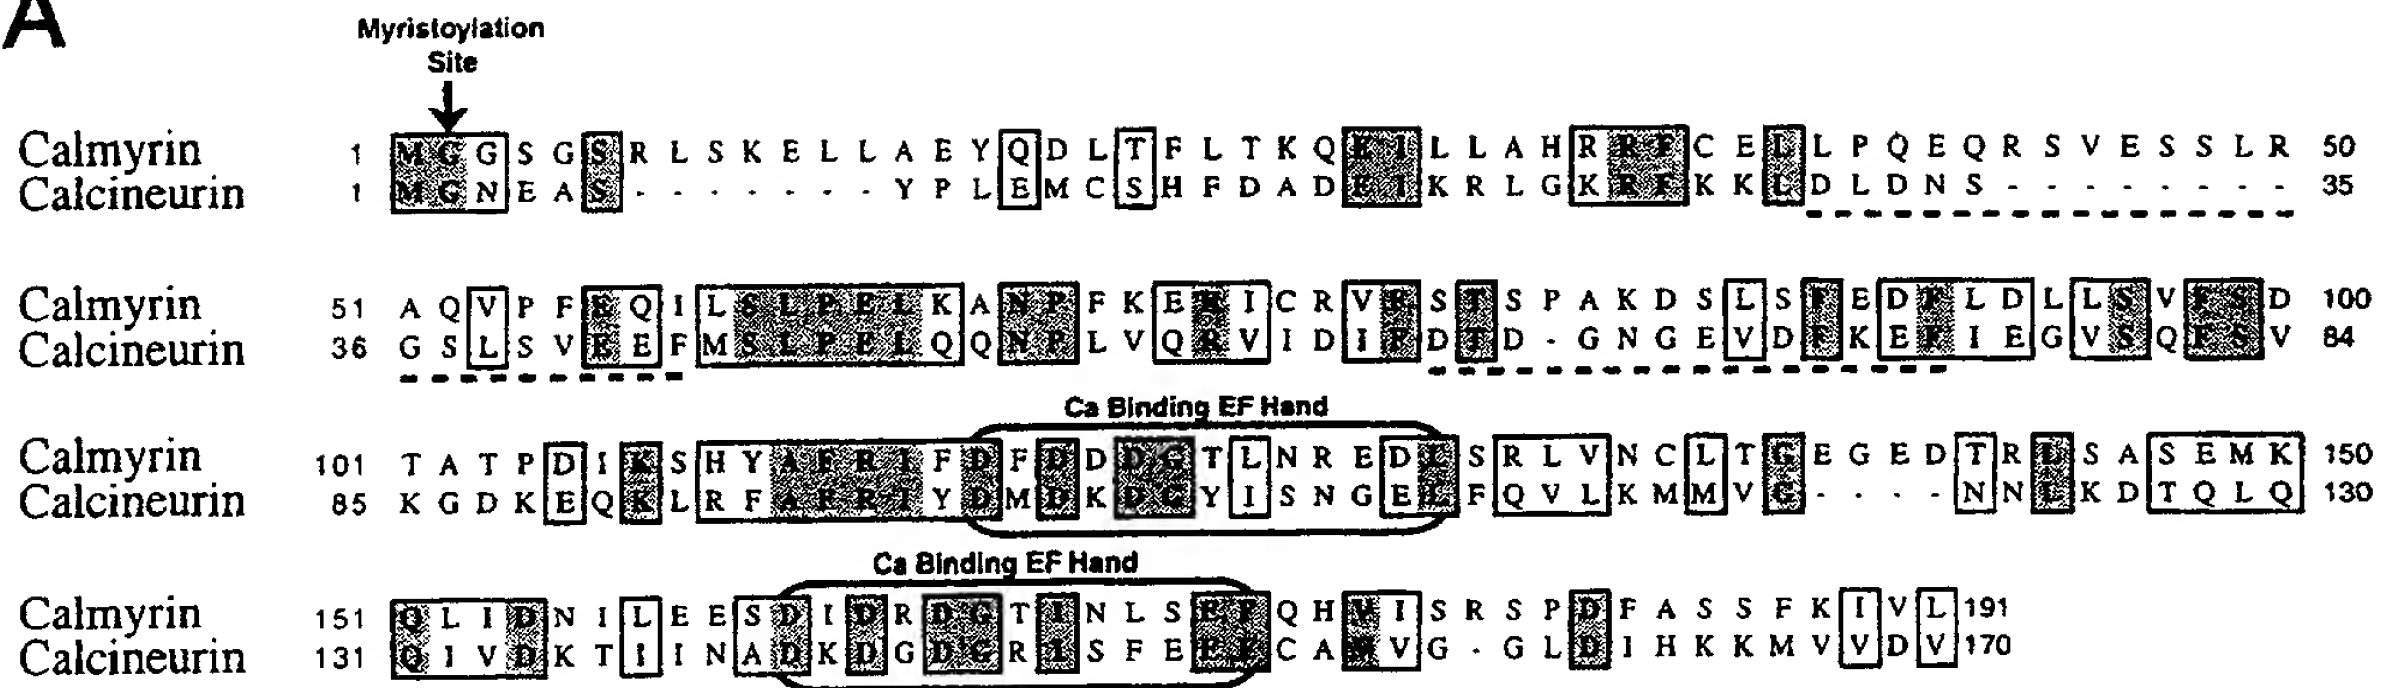 A
Myristoylation
Site
Calmyrin 1 M G G S G S R L S K E L L A E Y Q D L T F L T K Q E I L L A H R R F C E L L P Q E Q R S V E S S L R 50
Calcineurin 1 M G N E A S - - - - - - - Y P L E M C S H F D A D E I K R L G K R F K K L D L D N S - - - - - - - - 35
Calmyrin 51 A Q V P F E Q I L S L P E L K A N P F K E R I C R V F S T S P A K D S L S F E D F L D L L S V F S D 100
Calcineurin 36 G S L S V E E F M S L P E L Q Q N P L V Q R V I D I F D T D - G N G E V D F K E F I E G V S Q F S V 84
Ca Binding EF Hand
Calmyrin 101 T A T P D I K S H Y A F R I F D F D D D G T L N R E D L S R L V N C L T G E G E D T R L S A S E M K 150
Calcineurin 85 K G D K E Q K L R F A F R I Y D M D K D G Y I S N G E L F Q V L K M M V G - - - - N N L K D T Q L Q 130
Ca Binding EF Hand
Calmyrin 151 Q L I D N I L E E S D I D R D G T I N L S E F Q H V I S R S P D F A S S F K I V L 191
Calcineurin 131 Q I V D K T I I N A D K D G D G R I S F E E F C A M V G - G L D I H K K M V V D V 170